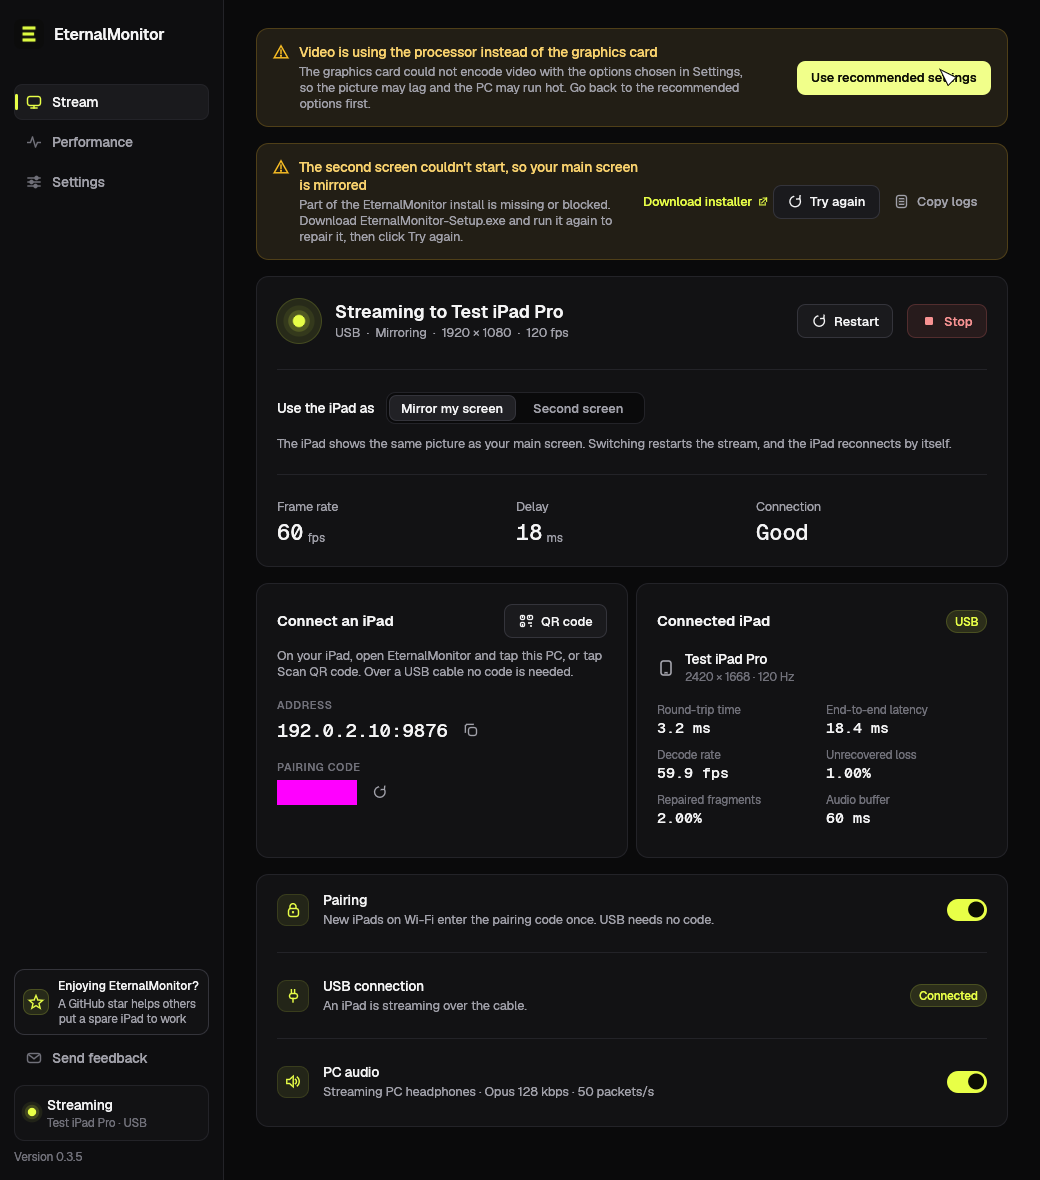 EternalMonitor
Stream
Performance
Settings
Video is using the processor instead of the graphics card
The graphics card could not encode video with the options chosen in Settings,
so the picture may lag and the PC may run hot. Go back to the recommended
options first.
Use recommended settings
The second screen couldn't start, so your main screen
is mirrored
Part of the EternalMonitor install is missing or blocked.
Download EternalMonitor-Setup.exe and run it again to
repair it, then click Try again.
Download installer
Try again
Copy logs
Streaming to Test iPad Pro
USB · Mirroring · 1920 × 1080 · 120 fps
Restart
Stop
Use the iPad as
Mirror my screen
Second screen
The iPad shows the same picture as your main screen. Switching restarts the stream, and the iPad reconnects by itself.
Frame rate
60 fps
Delay
18 ms
Connection
Good
Connect an iPad
QR code
On your iPad, open EternalMonitor and tap this PC, or tap
Scan QR code. Over a USB cable no code is needed.
ADDRESS
192.0.2.10:9876
PAIRING CODE
Connected iPad
USB
Test iPad Pro
2420 × 1668 · 120 Hz
Round-trip time
3.2 ms
End-to-end latency
18.4 ms
Decode rate
59.9 fps
Unrecovered loss
1.00%
Repaired fragments
2.00%
Audio buffer
60 ms
Pairing
New iPads on Wi-Fi enter the pairing code once. USB needs no code.
USB connection
An iPad is streaming over the cable.
Connected
PC audio
Streaming PC headphones · Opus 128 kbps · 50 packets/s
Enjoying EternalMonitor?
A GitHub star helps others
put a spare iPad to work
Send feedback
Streaming
Test iPad Pro · USB
Version 0.3.5